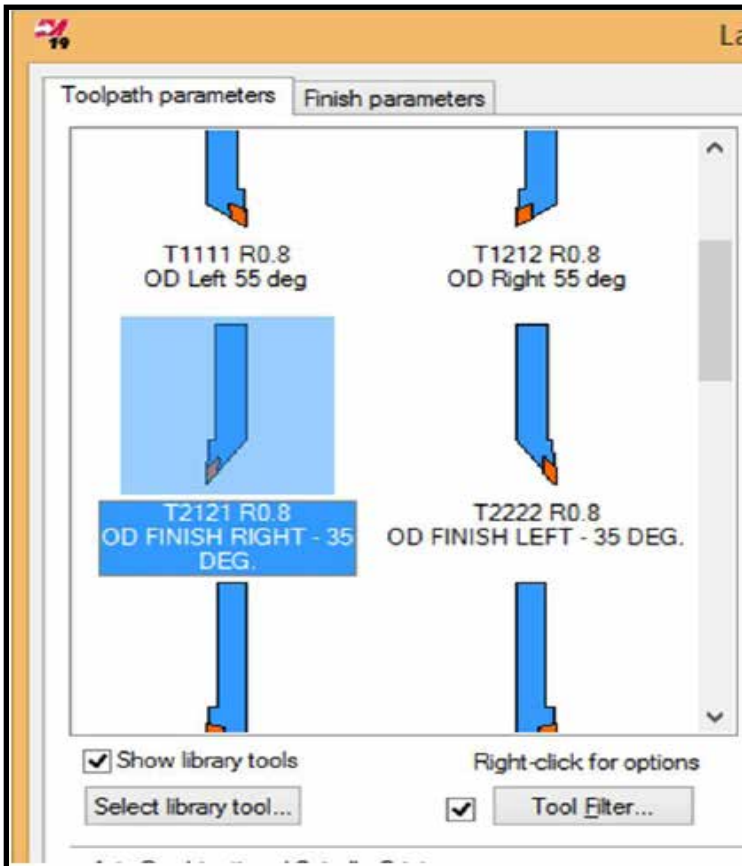 19
La
Toolpath parameters
Finish parameters
T1111 R0.8
OD Left 55 deg
T1212 R0.8
OD Right 55 deg
T2121 R0.8
OD FINISH RIGHT - 35
DEG.
T2222 R0.8
OD FINISH LEFT - 35 DEG.
Show library tools
Right-click for options
Select library tool...
Tool Filter...